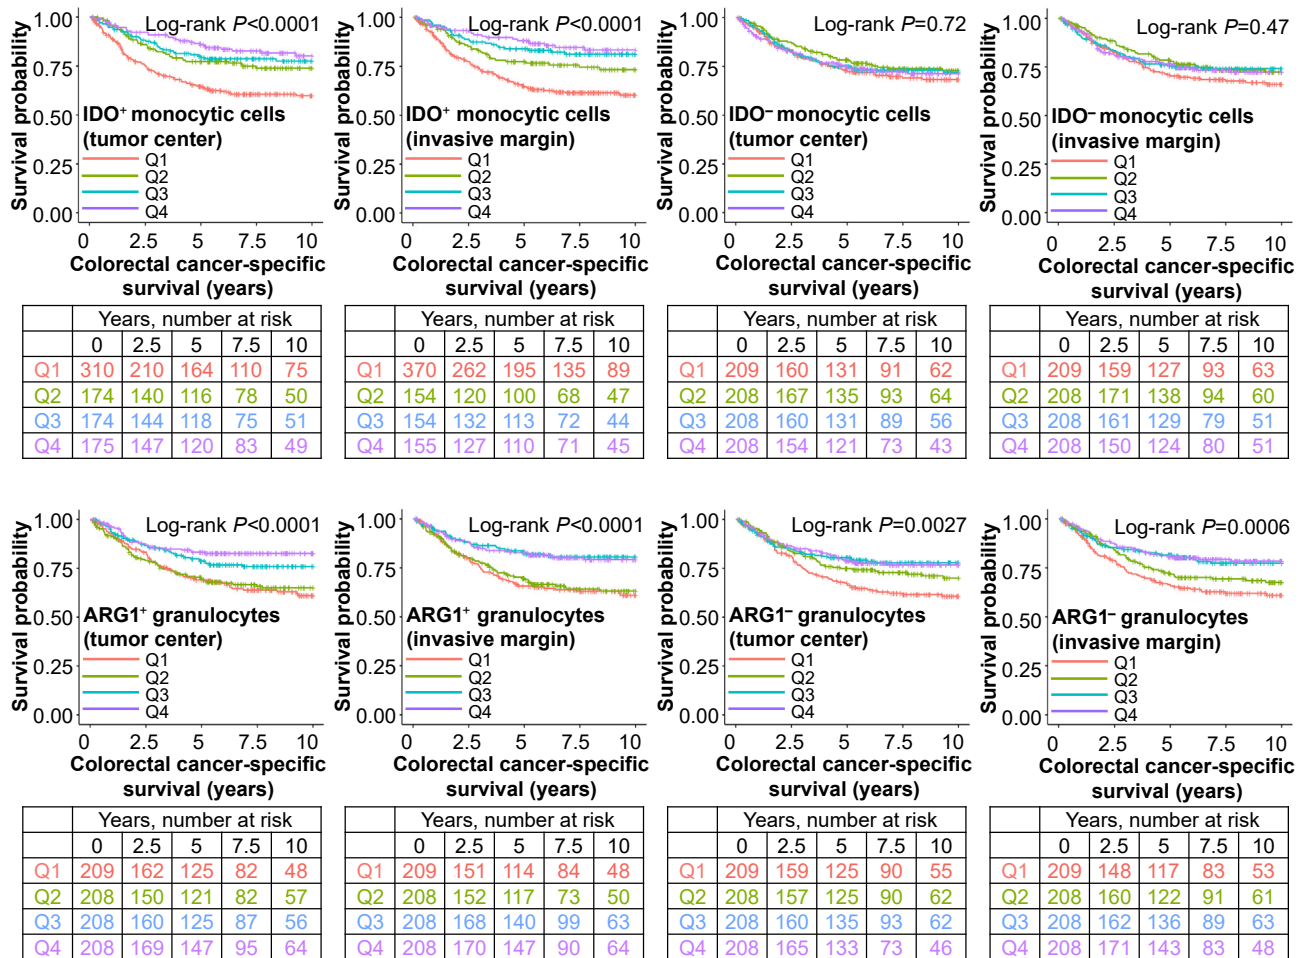 Survival probability
1.00
0.75
0.50
0.25
0.00
Log-rank P<0.0001
IDO⁺ monocytic cells
(tumor center)
Q1
Q2
Q3
Q4
0 2.5 5 7.5 10
Colorectal cancer-specific
survival (years)
Years, number at risk
0 2.5 5 7.5 10
Q1 310 210 164 110 75
Q2 174 140 116 78 50
Q3 174 144 118 75 51
Q4 175 147 120 83 49
Survival probability
1.00
0.75
0.50
0.25
0.00
Log-rank P<0.0001
IDO⁺ monocytic cells
(invasive margin)
Q1
Q2
Q3
Q4
0 2.5 5 7.5 10
Colorectal cancer-specific
survival (years)
Years, number at risk
0 2.5 5 7.5 10
Q1 370 262 195 135 89
Q2 154 120 100 68 47
Q3 154 132 113 72 44
Q4 155 127 110 71 45
Survival probability
1.00
0.75
0.50
0.25
0.00
Log-rank P=0.72
IDO⁻ monocytic cells
(tumor center)
Q1
Q2
Q3
Q4
0 2.5 5 7.5 10
Colorectal cancer-specific
survival (years)
Years, number at risk
0 2.5 5 7.5 10
Q1 209 160 131 91 62
Q2 208 167 135 93 64
Q3 208 160 131 89 56
Q4 208 154 121 73 43
Survival probability
1.00
0.75
0.50
0.25
0.00
Log-rank P=0.47
IDO⁻ monocytic cells
(invasive margin)
Q1
Q2
Q3
Q4
0 2.5 5 7.5 10
Colorectal cancer-specific
survival (years)
Years, number at risk
0 2.5 5 7.5 10
Q1 209 159 127 93 63
Q2 208 171 138 94 60
Q3 208 161 129 79 51
Q4 208 150 124 80 51
Survival probability
1.00
0.75
0.50
0.25
0.00
Log-rank P<0.0001
ARG1⁺ granulocytes
(tumor center)
Q1
Q2
Q3
Q4
0 2.5 5 7.5 10
Colorectal cancer-specific
survival (years)
Years, number at risk
0 2.5 5 7.5 10
Q1 209 162 125 82 48
Q2 208 150 121 82 57
Q3 208 160 125 87 56
Q4 208 169 147 95 64
Survival probability
1.00
0.75
0.50
0.25
0.00
Log-rank P<0.0001
ARG1⁺ granulocytes
(invasive margin)
Q1
Q2
Q3
Q4
0 2.5 5 7.5 10
Colorectal cancer-specific
survival (years)
Years, number at risk
0 2.5 5 7.5 10
Q1 209 151 114 84 48
Q2 208 152 117 73 50
Q3 208 168 140 99 63
Q4 208 170 147 90 64
Survival probability
1.00
0.75
0.50
0.25
0.00
Log-rank P=0.0027
ARG1⁻ granulocytes
(tumor center)
Q1
Q2
Q3
Q4
0 2.5 5 7.5 10
Colorectal cancer-specific
survival (years)
Years, number at risk
0 2.5 5 7.5 10
Q1 209 159 125 90 55
Q2 208 157 125 90 62
Q3 208 160 135 93 62
Q4 208 165 133 73 46
Survival probability
1.00
0.75
0.50
0.25
0.00
Log-rank P=0.0006
ARG1⁻ granulocytes
(invasive margin)
Q1
Q2
Q3
Q4
0 2.5 5 7.5 10
Colorectal cancer-specific
survival (years)
Years, number at risk
0 2.5 5 7.5 10
Q1 209 148 117 83 53
Q2 208 160 122 91 61
Q3 208 162 136 89 63
Q4 208 171 143 83 48